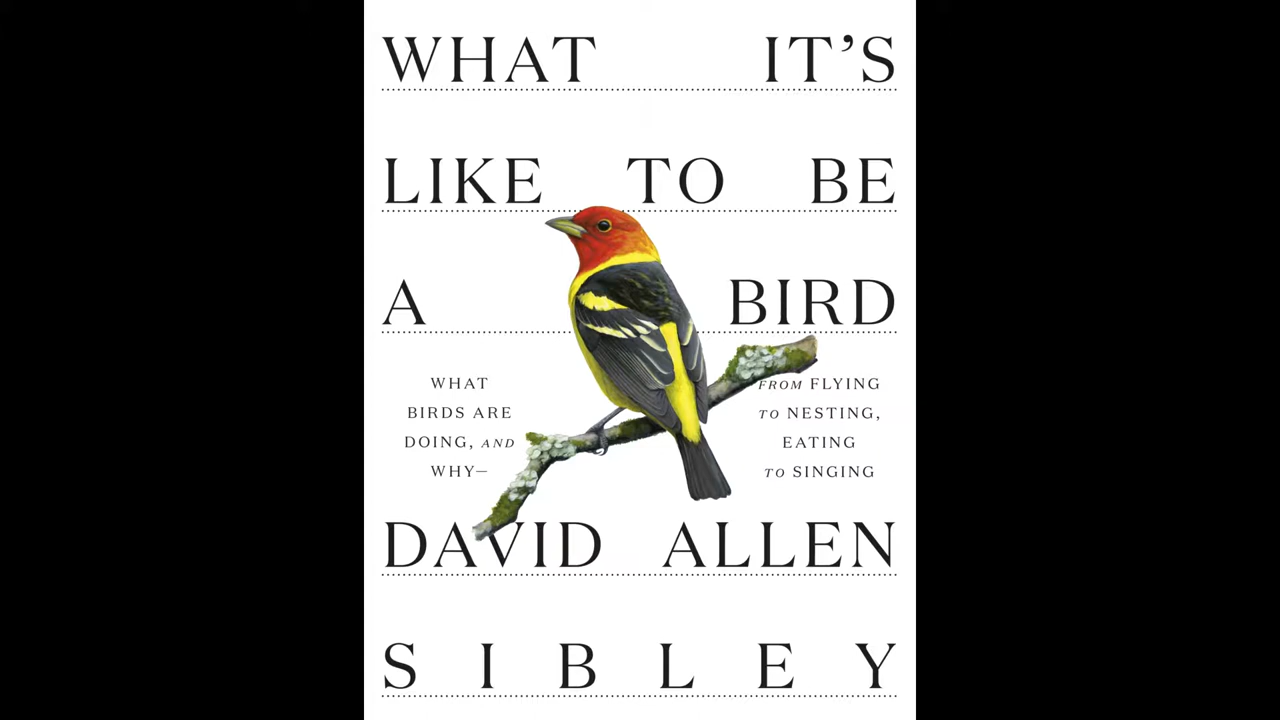 WHAT IT’S
LIKE TO BE
A BIRD
WHAT
BIRDS ARE
DOING, AND
WHY—
FROM FLYING
TO NESTING,
EATING
TO SINGING
DAVID ALLEN
SIBLEY